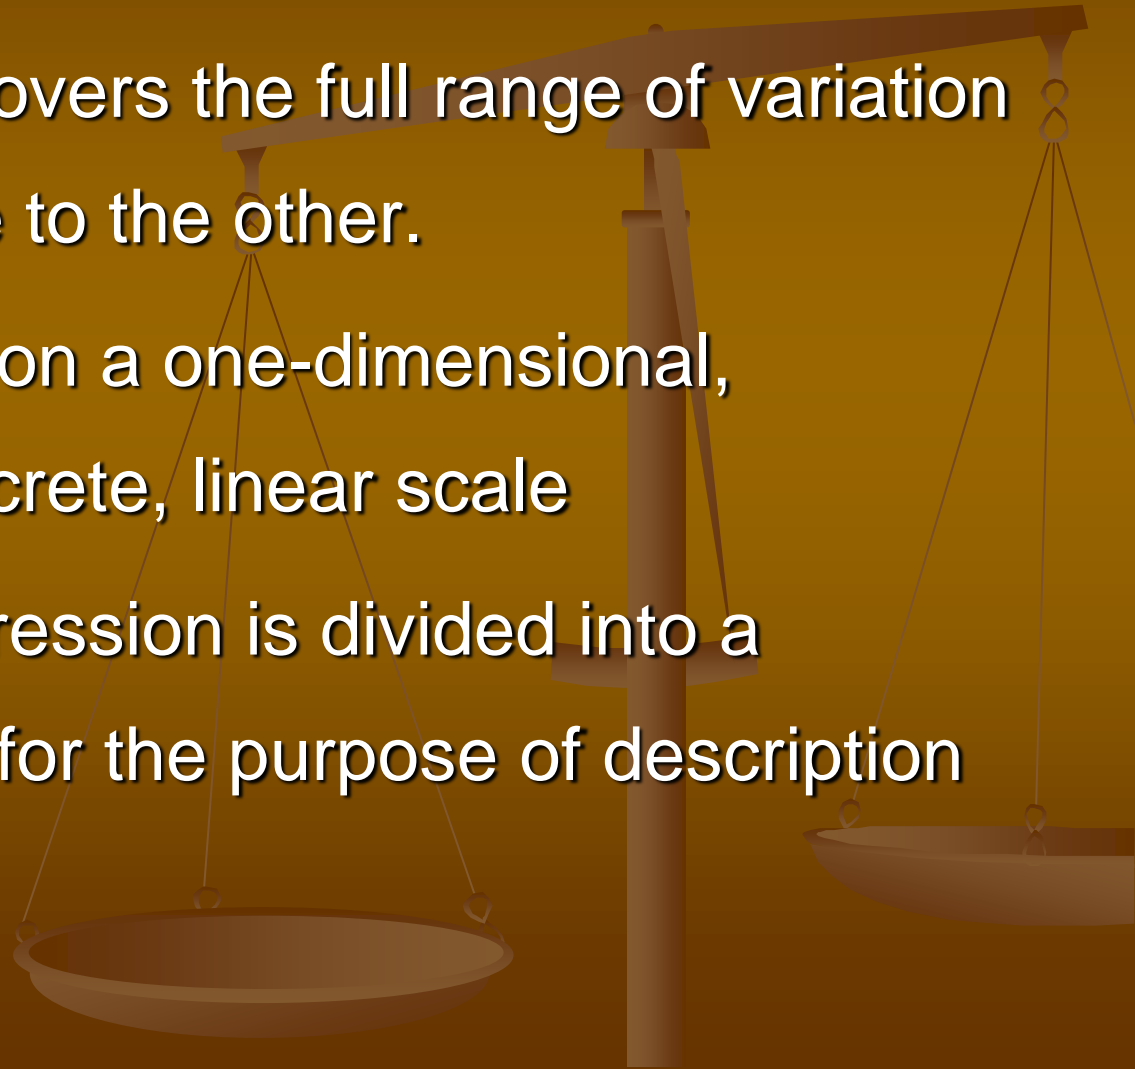 overs the full range of variation
e to the other.
on a one-dimensional,
crete, linear scale
ression is divided into a
for the purpose of description